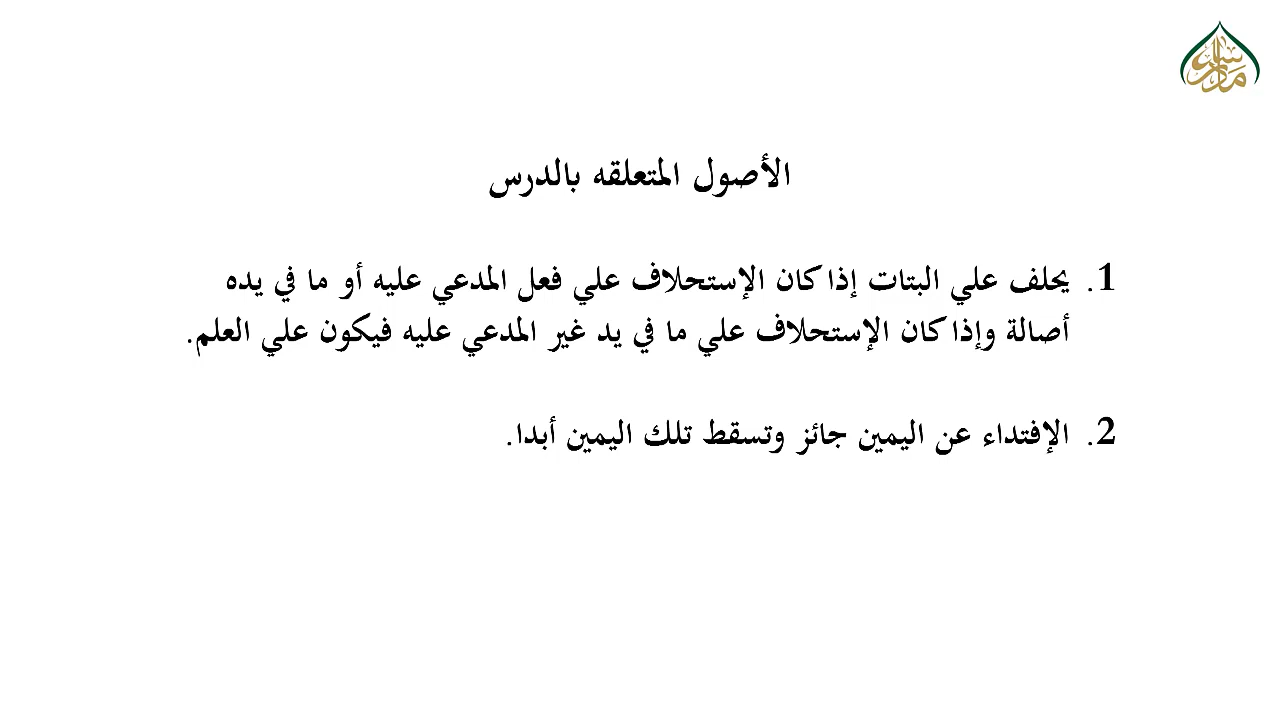 الأصول المتعلقه بالدرس
1. يحلف علي البتات إذا كان الإستحلاف علي فعل المدعي عليه أو ما في يده
أصالة وإذا كان الإستحلاف علي ما في يد غير المدعي عليه فيكون علي العلم.
2. الإفتداء عن اليمين جائز وتسقط تلك اليمين أبدا.